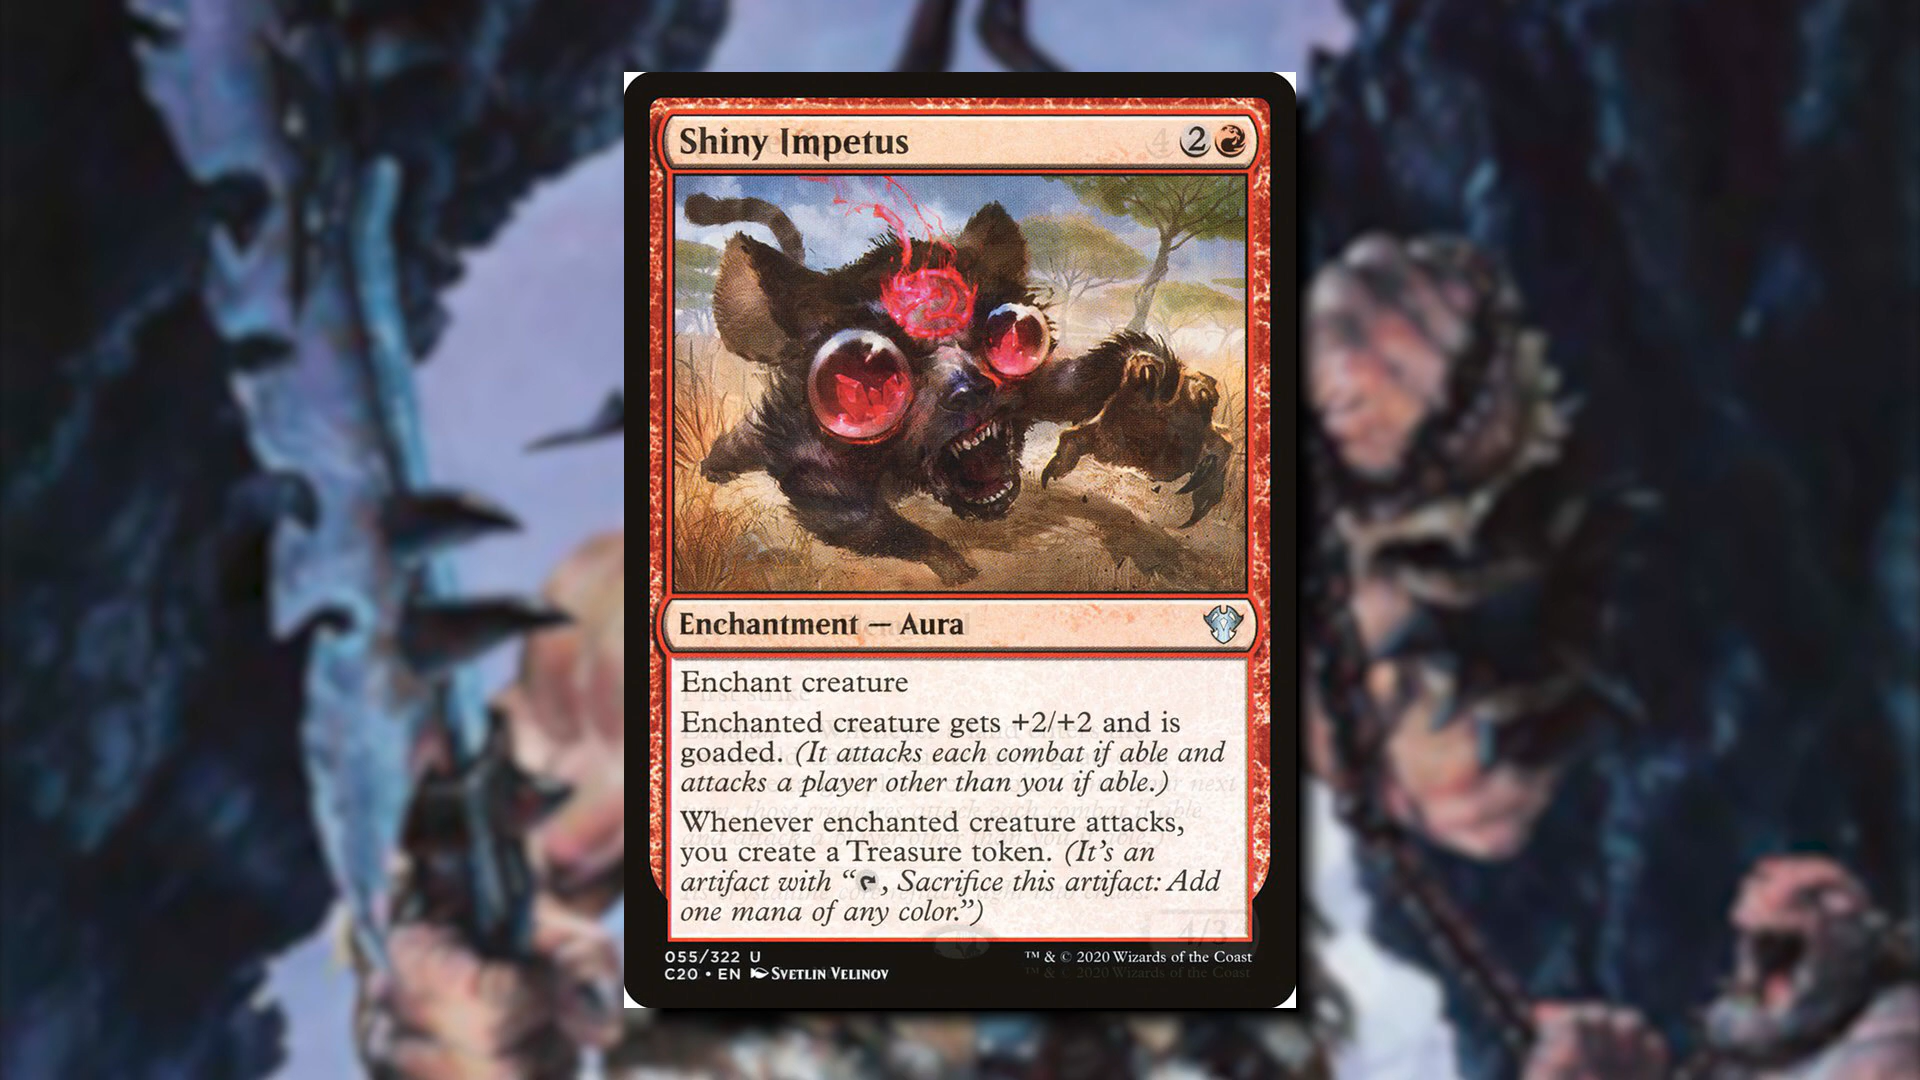 Shiny Impetus 2
Enchantment — Aura
Enchant creature
Enchanted creature gets +2/+2 and is
goaded. (It attacks each combat if able and
attacks a player other than you if able.)
Whenever enchanted creature attacks,
you create a Treasure token. (It's an
artifact with “, Sacrifice this artifact: Add
one mana of any color.”)
055/322 U
C20 • EN Svetlin Velinov
™ & © 2020 Wizards of the Coast